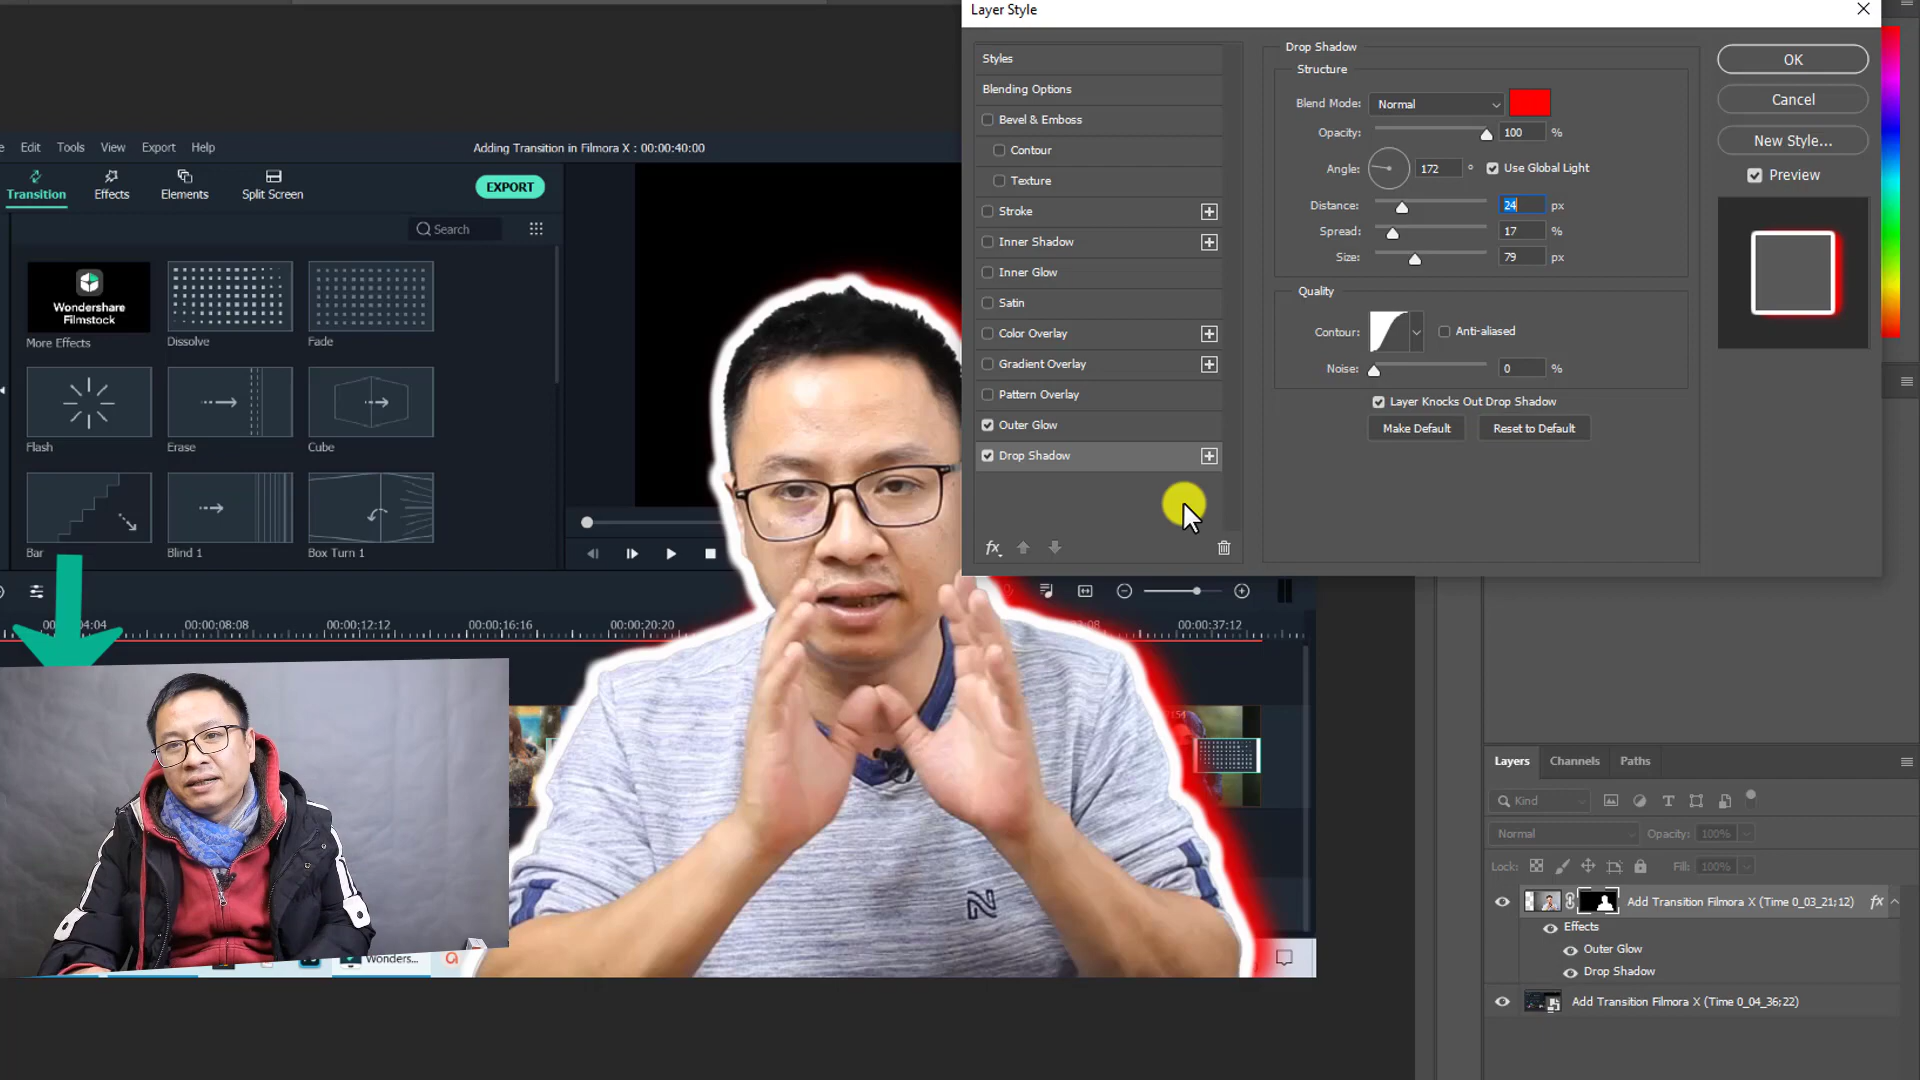 Layer Style
Styles
Blending Options
Bevel & Emboss
Contour
Texture
Stroke
Inner Shadow
Inner Glow
Satin
Color Overlay
Gradient Overlay
Pattern Overlay
Outer Glow
Drop Shadow
fx
Drop Shadow
Structure
Blend Mode: Normal
Opacity: 100 %
Angle: 172 ° Use Global Light
Distance: 24 px
Spread: 17 %
Size: 79 px
Quality
Contour: Anti-aliased
Noise: 0 %
Layer Knocks Out Drop Shadow
Make Default Reset to Default
OK
Cancel
New Style...
Preview
Edit Tools View Export Help
Adding Transition in Filmora X : 00:00:40:00
Transition Effects Elements Split Screen
EXPORT
Search
Wondershare
Filmstock
More Effects Dissolve Fade
Flash Erase Cube
Bar Blind 1 Box Turn 1
00:00:08:08 00:00:12:12 00:00:16:16 00:00:20:20 00:00:37:12
Wonders...
Layers Channels Paths
Kind
Normal Opacity: 100%
Lock: Fill: 100%
Add Transition Filmora X (Time 0_03_21;12) fx
Effects
Outer Glow
Drop Shadow
Add Transition Filmora X (Time 0_04_36;22)